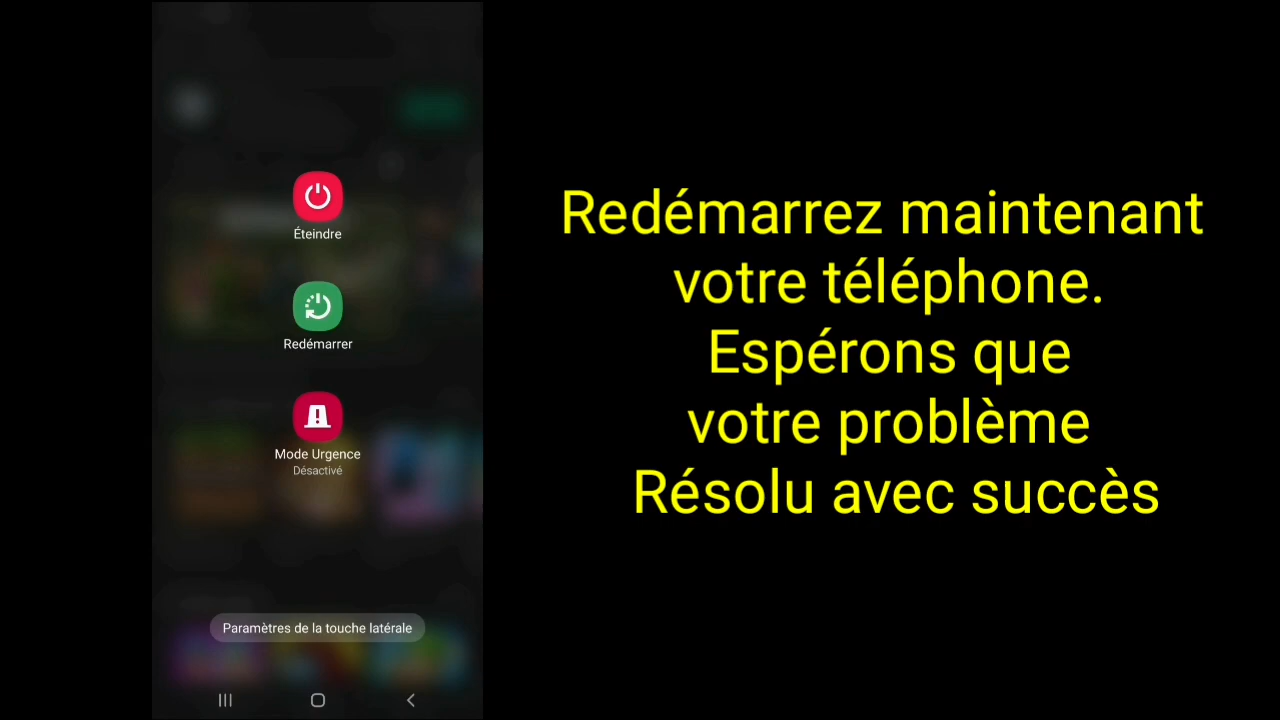 Éteindre
Redémarrer
Mode Urgence
Désactivé
Paramètres de la touche latérale
Redémarrez maintenant
votre téléphone.
Espérons que
votre problème
Résolu avec succès